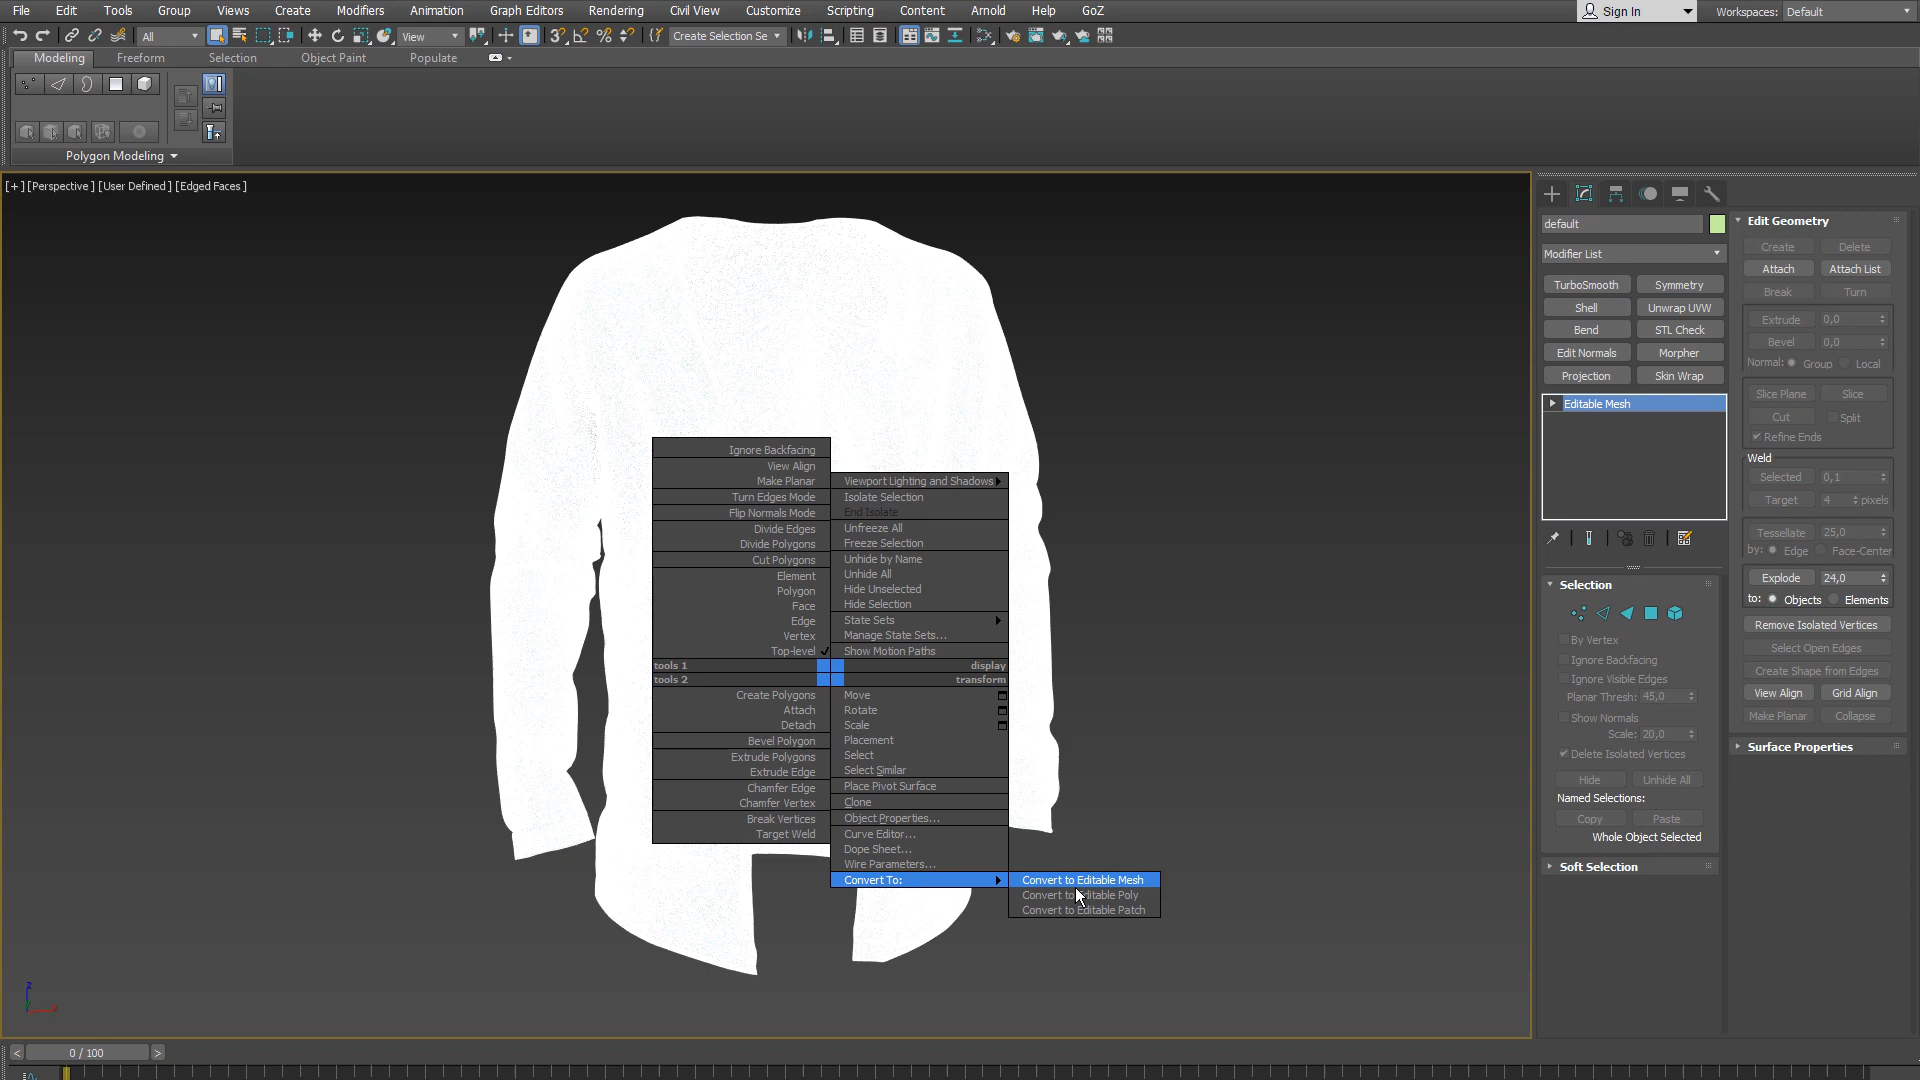 File Edit Tools Group Views Create Modifiers Animation Graph Editors Rendering Civil View Customize Scripting Content Arnold Help GoZ Sign In Workspaces: Default
All View Create Selection Se
Modeling Freeform Selection Object Paint Populate
Polygon Modeling
[+] [Perspective] [User Defined] [Edged Faces]
Ignore Backfacing
View Align
Make Planar
Turn Edges Mode
Flip Normals Mode
Divide Edges
Divide Polygons
Cut Polygons
Element
Polygon
Face
Edge
Vertex
Top-level
tools 1
tools 2
Create Polygons
Attach
Detach
Bevel Polygon
Extrude Polygons
Extrude Edge
Chamfer Edge
Chamfer Vertex
Break Vertices
Target Weld
Viewport Lighting and Shadows
Isolate Selection
End Isolate
Unfreeze All
Freeze Selection
Unhide by Name
Unhide All
Hide Unselected
Hide Selection
State Sets
Manage State Sets...
Show Motion Paths
display
transform
Move
Rotate
Scale
Placement
Select
Select Similar
Place Pivot Surface
Clone
Object Properties...
Curve Editor...
Dope Sheet...
Wire Parameters...
Convert To:
Convert to Editable Mesh
Convert to Editable Poly
Convert to Editable Patch
default
Modifier List
TurboSmooth Symmetry
Shell Unwrap UVW
Bend STL Check
Edit Normals Morpher
Projection Skin Wrap
Editable Mesh
Selection
By Vertex
Ignore Backfacing
Ignore Visible Edges
Planar Thresh: 45,0
Show Normals
Scale: 20,0
Delete Isolated Vertices
Hide Unhide All
Named Selections:
Copy Paste
Whole Object Selected
Soft Selection
Edit Geometry
Create Delete
Attach Attach List
Break Turn
Extrude 0,0
Bevel 0,0
Normal: Group Local
Slice Plane Slice
Cut Split
Refine Ends
Weld
Selected 0,1
Target 4 pixels
Tessellate 25,0
by: Edge Face-Center
Explode 24,0
to: Objects Elements
Remove Isolated Vertices
Select Open Edges
Create Shape from Edges
View Align Grid Align
Make Planar Collapse
Surface Properties
z
x
< 0 / 100 >